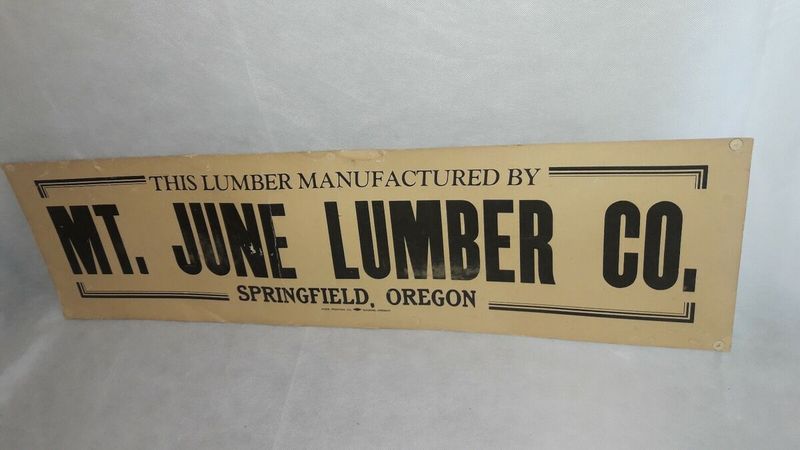 THIS LUMBER MANUFACTURED BY
MT. JUNE LUMBER CO.
SPRINGFIELD, OREGON